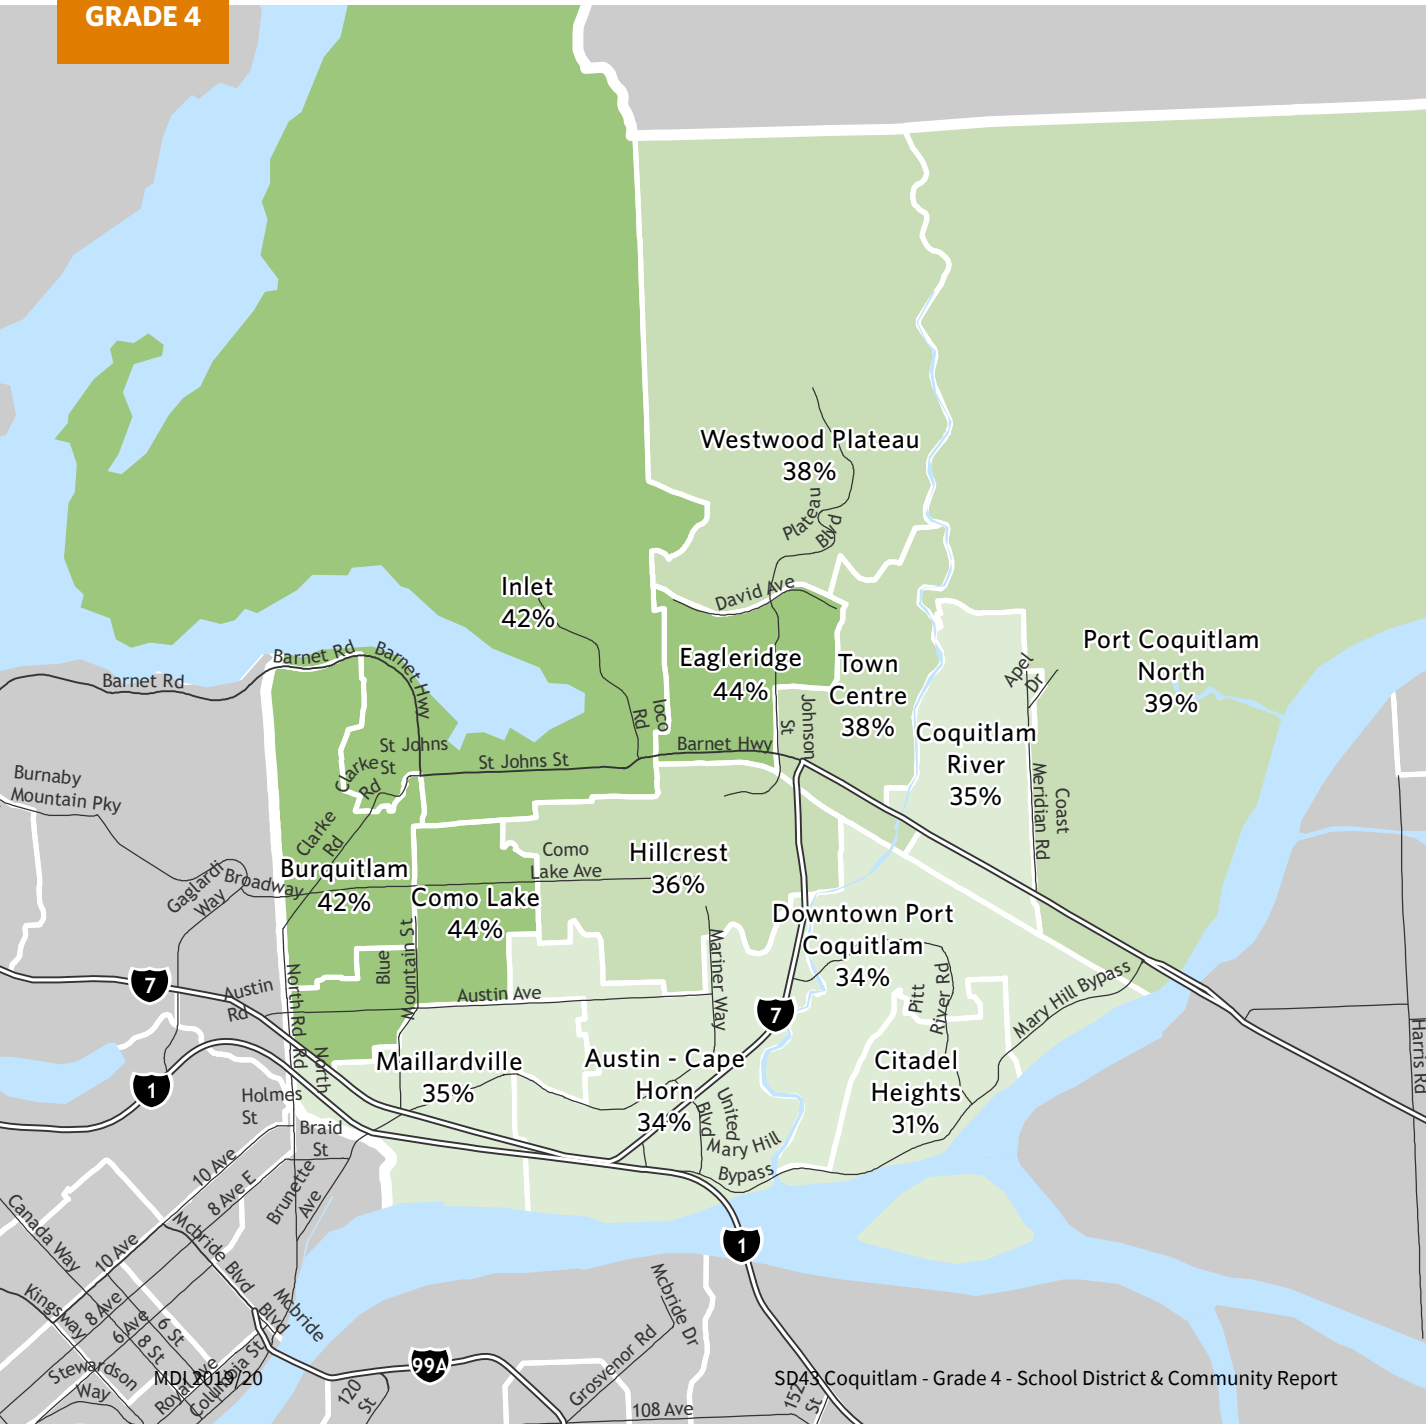 GRADE 4
Westwood Plateau
38%
Plateau
Blvd
David Ave
Inlet
42%
Eagleridge
44%
Town
Centre
38%
Port Coquitlam
North
39%
Apel
Dr
Coquitlam
River
35%
Barnet Rd
Barnet Rd
Barnet Hwy
Ioco
Rd
Johnson
St
Barnet Hwy
St Johns
St
St Johns St
Clarke
Rd
Clarke
Rd
Coast
Meridian Rd
Burnaby
Mountain Pky
Gaglardi
Way
Broadway
Burquitlam
42%
Como Lake
44%
Como
Lake Ave
Hillcrest
36%
Downtown Port
Coquitlam
34%
Blue
Mountain St
Mariner Way
Pitt
River Rd
Mary Hill Bypass
7
Austin
Rd
North Rd
Austin Ave
7
North
Rd
Maillardville
35%
Austin - Cape
Horn
34%
Citadel
Heights
31%
Harris Rd
1
Holmes
St
Braid
St
United
Blvd
Mary Hill
Bypass
10 Ave
8 Ave E
Brunette
Ave
Canada Way
10 Ave
Mcbride Blvd
1
Kingsway
8 Ave
6 Ave
6 St
8 St
Mcbride
Blvd
Mcbride Dr
Stewardson
Way
Royal Ave
Columbia St
99A
120
St
Grosvenor Rd
108 Ave
152
St
MDI 2019/20
SD43 Coquitlam - Grade 4 - School District & Community Report